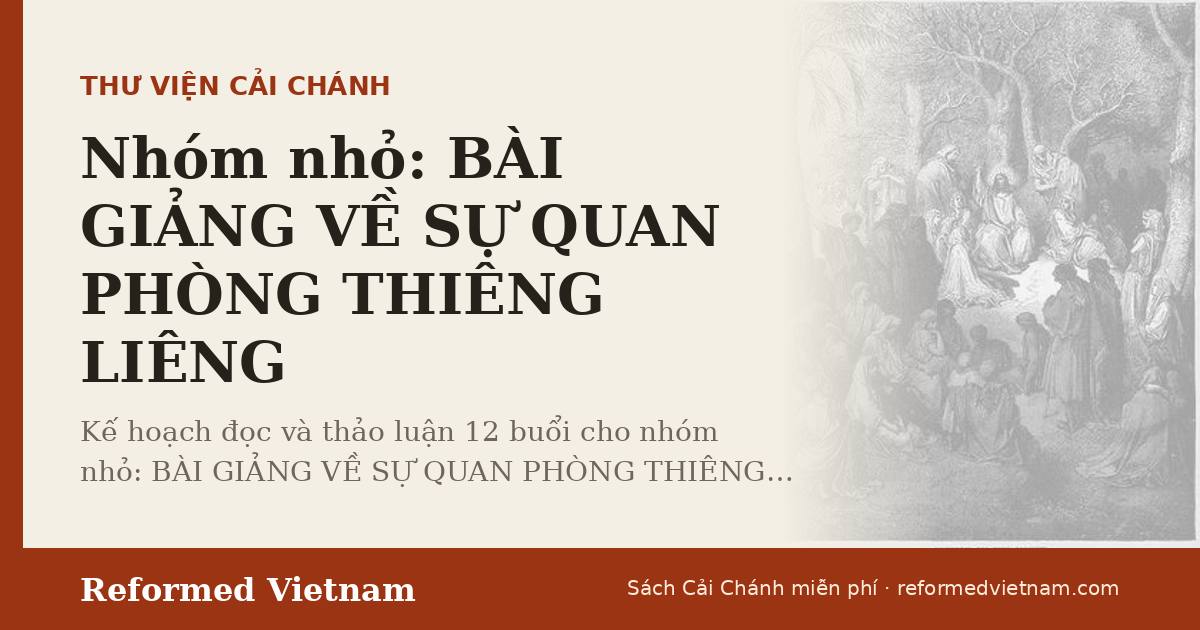 THƯ VIỆN CẢI CHÁNH
Nhóm nhỏ: BÀI
GIẢNG VỀ SỰ QUAN
PHÒNG THIÊNG
LIÊNG
Kế hoạch đọc và thảo luận 12 buổi cho nhóm
nhỏ: BÀI GIẢNG VỀ SỰ QUAN PHÒNG THIÊNG...
Reformed Vietnam
Sách Cải Chánh miễn phí · reformedvietnam.com